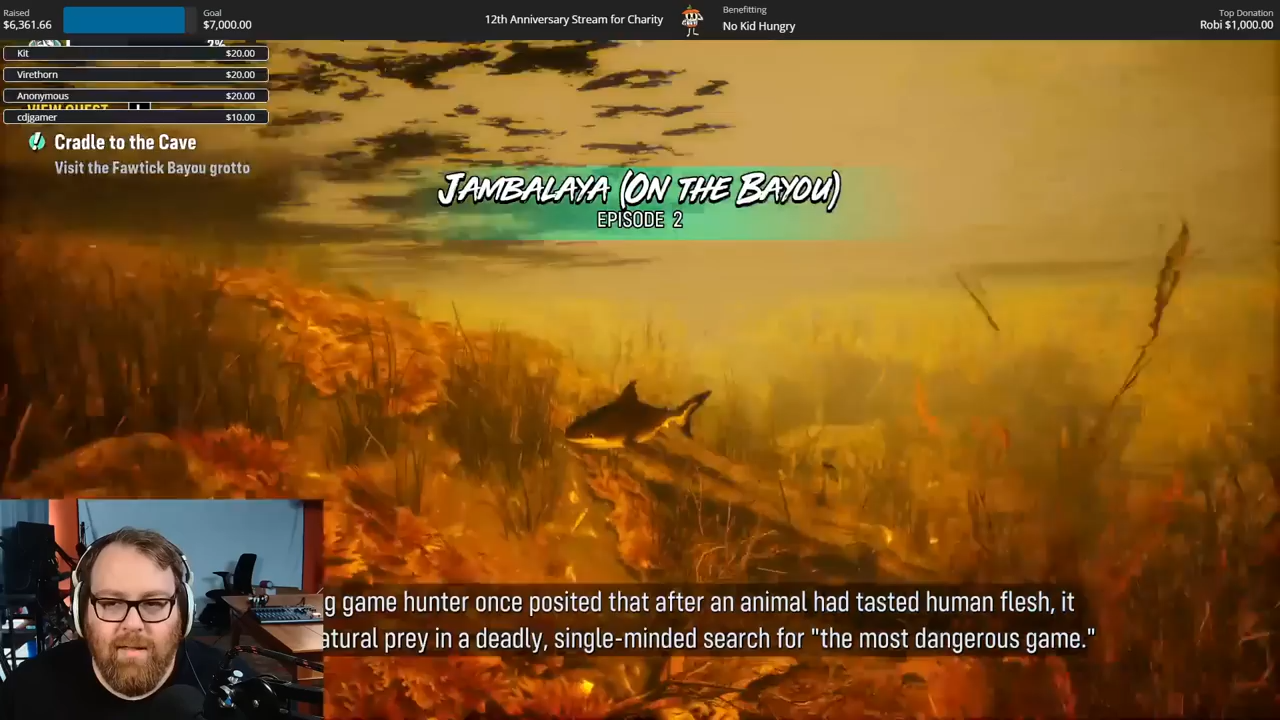 Raised
$6,361.66
Goal
$7,000.00
12th Anniversary Stream for Charity
Benefitting
No Kid Hungry
Top Donation
Robi $1,000.00
2%
Kit $20.00
Virethorn $20.00
Anonymous $20.00
VIEW QUEST
cdjgamer $10.00
Cradle to the Cave
Visit the Fawtick Bayou grotto
JAMBALAYA (ON THE BAYOU)
EPISODE 2
game hunter once posited that after an animal had tasted human flesh, it
prey in a deadly, single-minded search for "the most dangerous game."